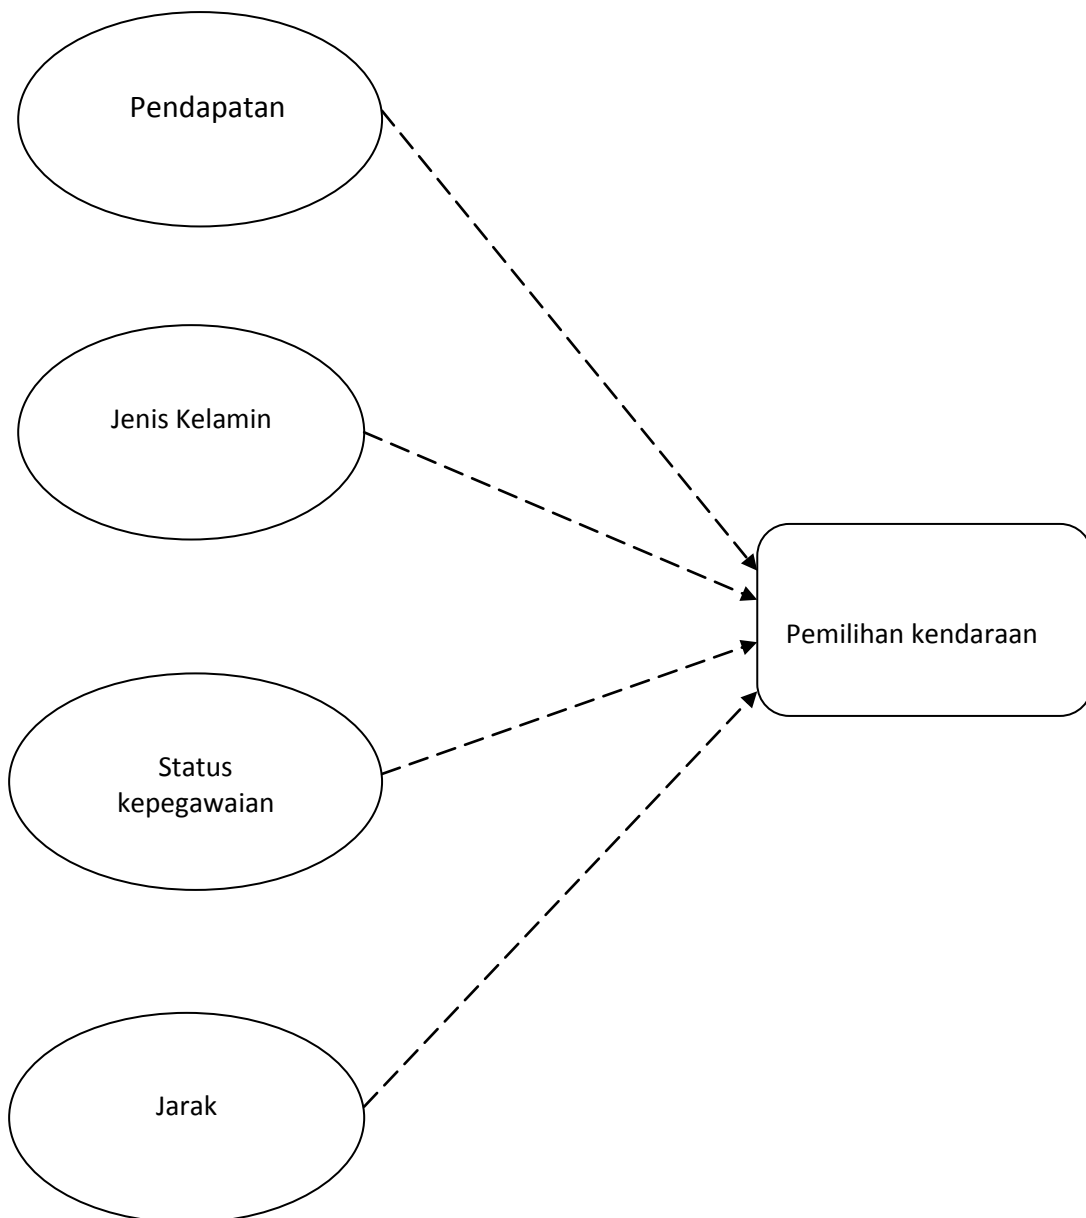 Pendapatan
Jenis Kelamin
Pemilihan kendaraan
Status
kepegawaian
Jarak